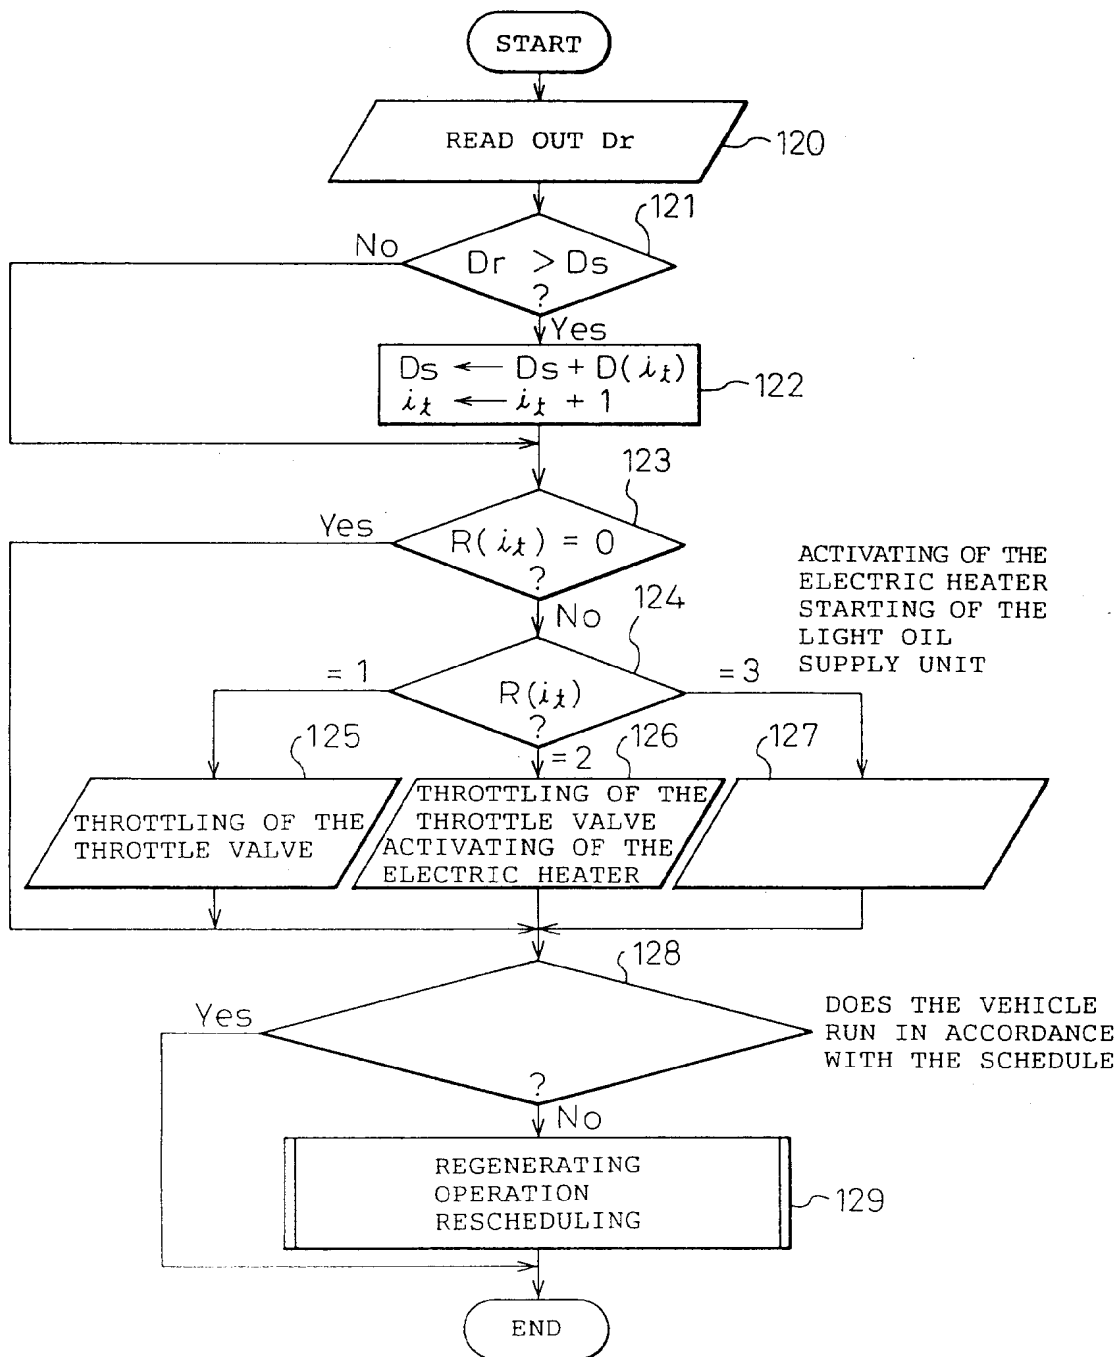 START
READ OUT Dr
120
121
No
Dr > Ds
?
Yes
Ds ← Ds + D(it)
it ← it + 1
122
123
Yes
R(it) = 0
?
No
124
ACTIVATING OF THE
ELECTRIC HEATER
STARTING OF THE
LIGHT OIL
SUPPLY UNIT
= 1
R(it)
?
= 3
125
= 2
126
127
THROTTLING OF THE
THROTTLE VALVE
THROTTLING OF THE
THROTTLE VALVE
ACTIVATING OF THE
ELECTRIC HEATER
128
Yes
DOES THE VEHICLE
RUN IN ACCORDANCE
WITH THE SCHEDULE
?
No
REGENERATING
OPERATION
RESCHEDULING
129
END